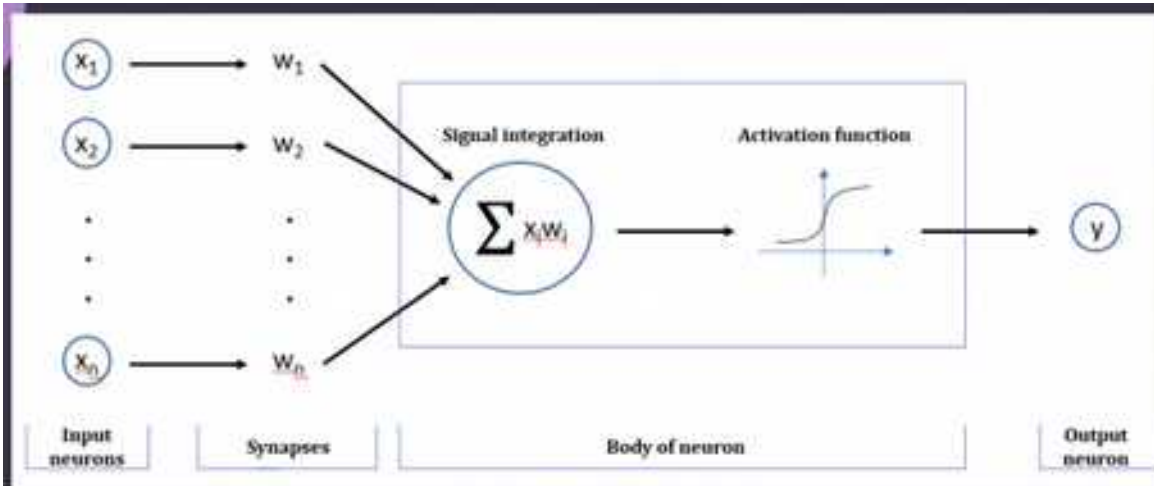 x₁
w₁
Signal integration
Activation function
x₂
w₂
∑ xᵢwᵢ
y
xₙ
wₙ
Input
neurons
Synapses
Body of neuron
Output
neuron